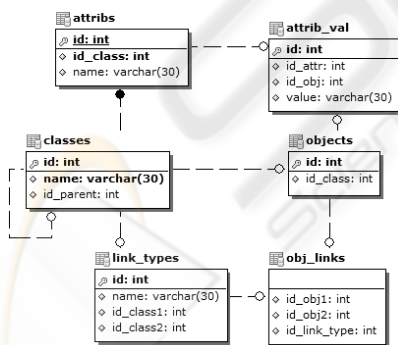 attribs
id: int
id_class: int
name: varchar(30)
attrib_val
id: int
id_attr: int
id_obj: int
value: varchar(30)
classes
id: int
name: varchar(30)
id_parent: int
objects
id: int
id_class: int
link_types
id: int
name: varchar(30)
id_class1: int
id_class2: int
obj_links
id_obj1: int
id_obj2: int
id_link_type: int